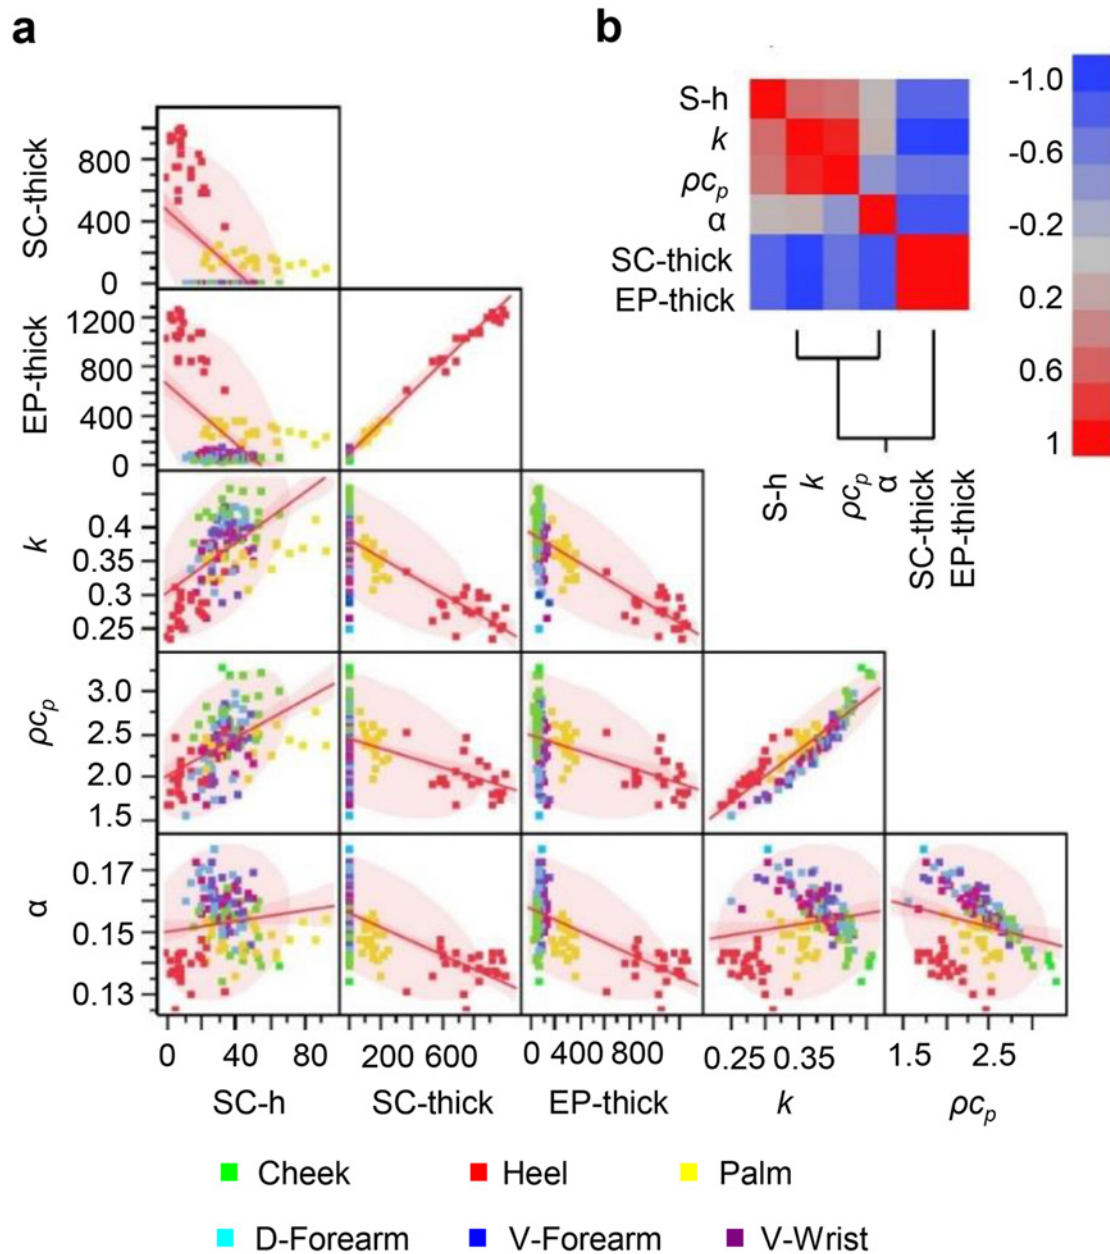 a
b
SC-thick
800
400
0
EP-thick
1200
800
400
0
k
0.4
0.35
0.3
0.25
ρcp
3.0
2.5
2.0
1.5
α
0.17
0.15
0.13
0 40
200 600
0 400 800
0.25 0.35
1.5 2.5
SC-h
SC-thick
EP-thick
k
ρcp
S-h
k
ρcp
α
SC-thick
EP-thick
-1.0
-0.6
-0.2
0.2
0.6
1
S-h
k
ρcp
α
SC-thick
EP-thick
Cheek
Heel
Palm
D-Forearm
V-Forearm
V-Wrist